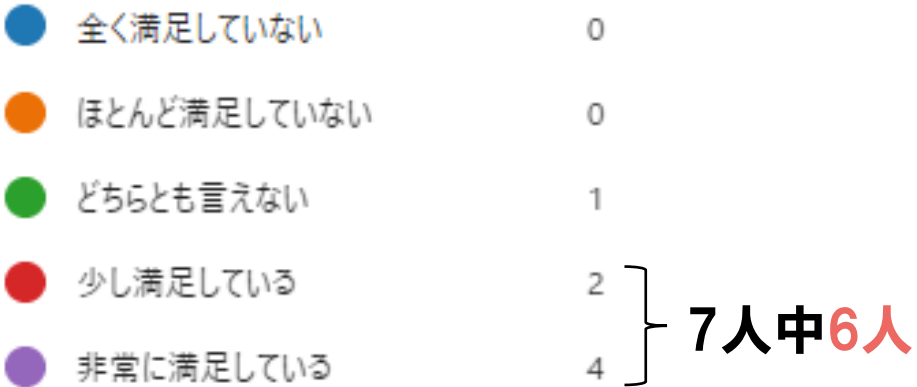 全く満足していない 0
ほとんど満足していない 0
どちらとも言えない 1
少し満足している 2
非常に満足している 4
7人中6人